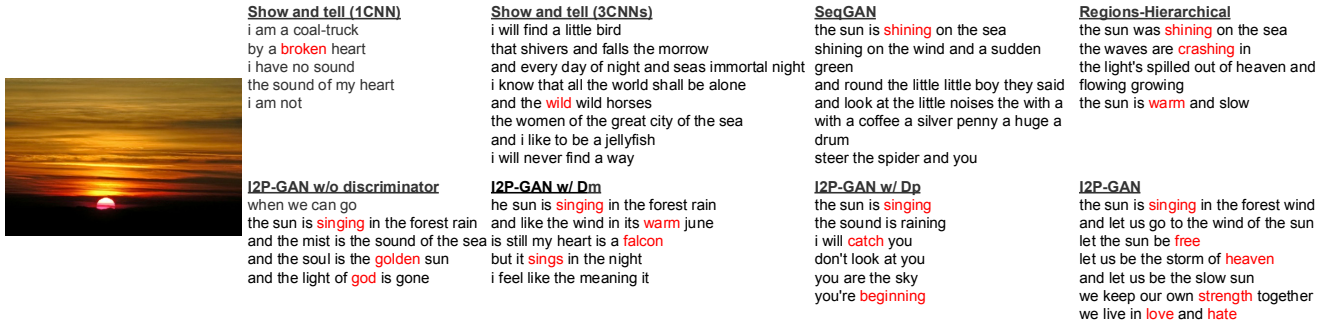 Show and tell (1CNN)
i am a coal-truck
by a broken heart
i have no sound
the sound of my heart
i am not
Show and tell (3CNNs)
i will find a little bird
that shivers and falls the morrow
and every day of night and seas immortal night
i know that all the world shall be alone
and the wild wild horses
the women of the great city of the sea
and i like to be a jellyfish
i will never find a way
SeqGAN
the sun is shining on the sea
shining on the wind and a sudden
green
and round the little little boy they said
and look at the little noises the with a
with a coffee a silver penny a huge a
drum
steer the spider and you
Regions-Hierarchical
the sun was shining on the sea
the waves are crashing in
the light's spilled out of heaven and
flowing growing
the sun is warm and slow
I2P-GAN w/o discriminator
when we can go
the sun is singing in the forest rain
and the mist is the sound of the sea
and the soul is the golden sun
and the light of god is gone
I2P-GAN w/ Dm
he sun is singing in the forest rain
and like the wind in its warm june
is still my heart is a falcon
but it sings in the night
i feel like the meaning it
I2P-GAN w/ Dp
the sun is singing
the sound is raining
i will catch you
don't look at you
you are the sky
you're beginning
I2P-GAN
the sun is singing in the forest wind
and let us go to the wind of the sun
let the sun be free
let us be the storm of heaven
and let us be the slow sun
we keep our own strength together
we live in love and hate